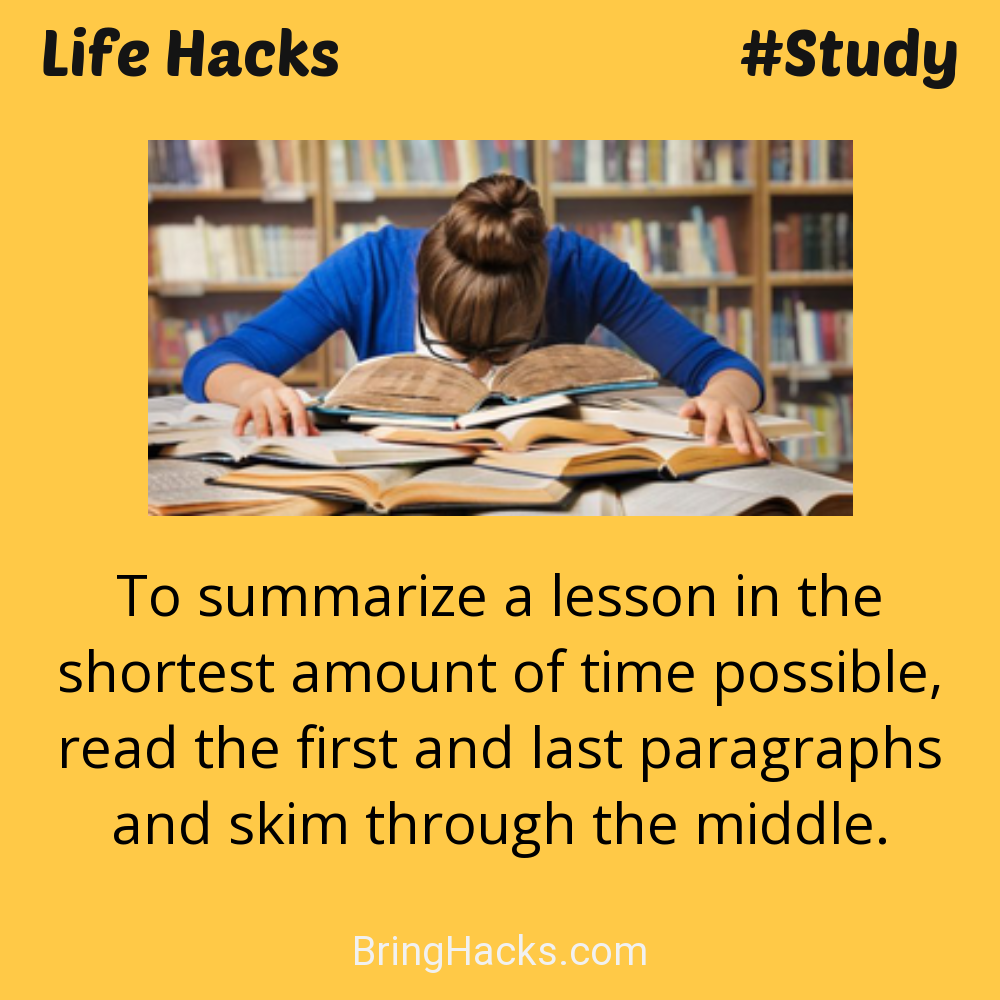 Life Hacks
#Study
To summarize a lesson in the
shortest amount of time possible,
read the first and last paragraphs
and skim through the middle.
BringHacks.com